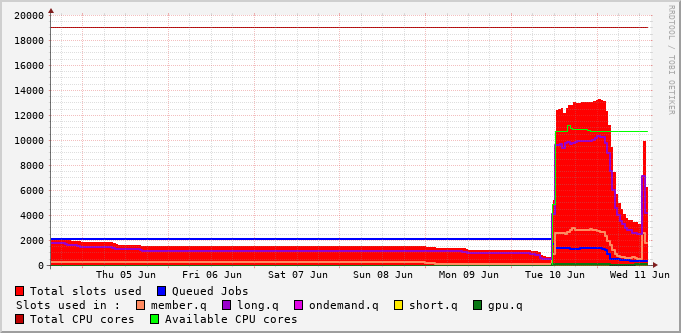 RRDTOOL / TOBI OETIKER
20000
18000
16000
14000
12000
10000
8000
6000
4000
2000
0
Thu 05 Jun Fri 06 Jun Sat 07 Jun Sun 08 Jun Mon 09 Jun Tue 10 Jun Wed 11 Jun
Total slots used Queued Jobs
Slots used in : member.q long.q ondemand.q short.q gpu.q
Total CPU cores Available CPU cores